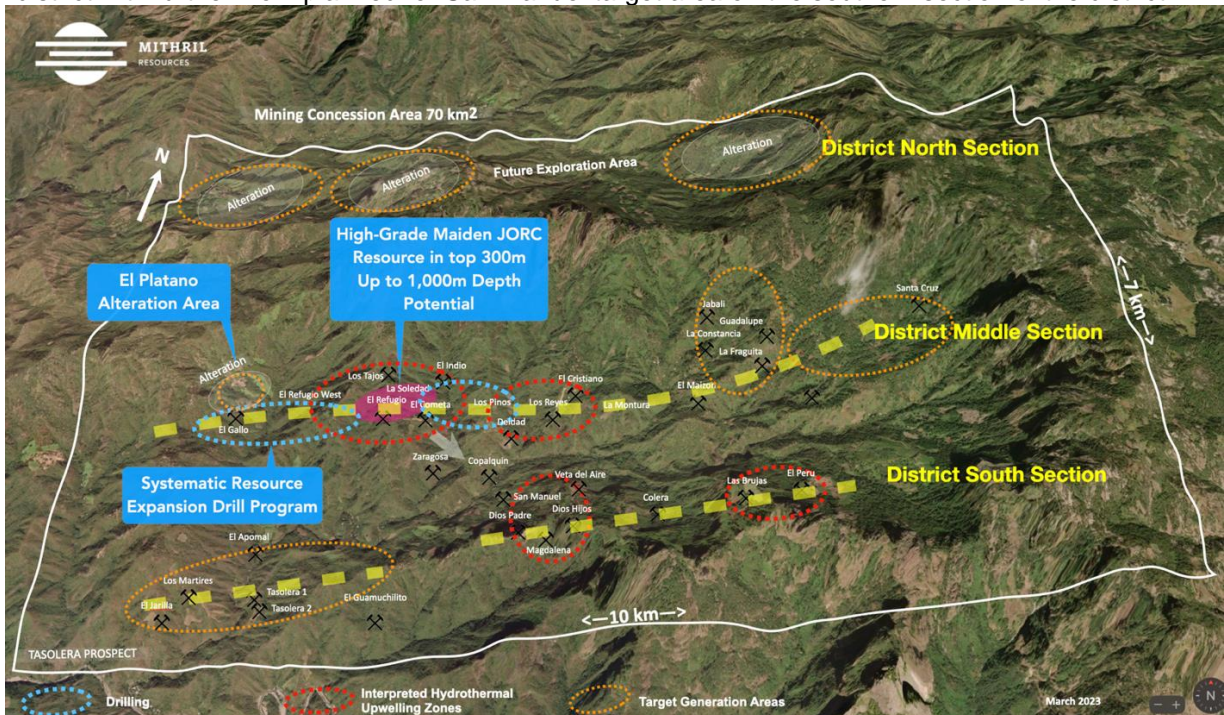 MITHRIL
RESOURCES
Mining Concession Area 70 km2
N
Alteration
Alteration
Future Exploration Area
Alteration
District North Section
High-Grade Maiden JORC
Resource in top 300m
Up to 1,000m Depth
Potential
El Platano
Alteration Area
<—7 km—>
Santa Cruz
Jabali
Guadalupe
La Constancia
District Middle Section
La Fraguita
Alteration
Los Tajos
El Indio
La Soledad
El Refugio West
El Refugio
El Cometa
Los Pinos
El Cristiano
Los Reyes
La Montura
El Maizon
El Gallo
Deldad
Zaragosa
Copalquin
Systematic Resource
Expansion Drill Program
Veta del Aire
San Manuel
Dios Padre
Dios Hijos
Magdalena
Colera
Las Brujas
El Peru
District South Section
El Apomal
Los Martires
Tasolera 1
Tasolera 2
El Jarilla
El Guamuchilito
<—10 km—>
TASOLERA PROSPECT
Drilling
Interpreted Hydrothermal
Upwelling Zones
Target Generation Areas
March 2023
N